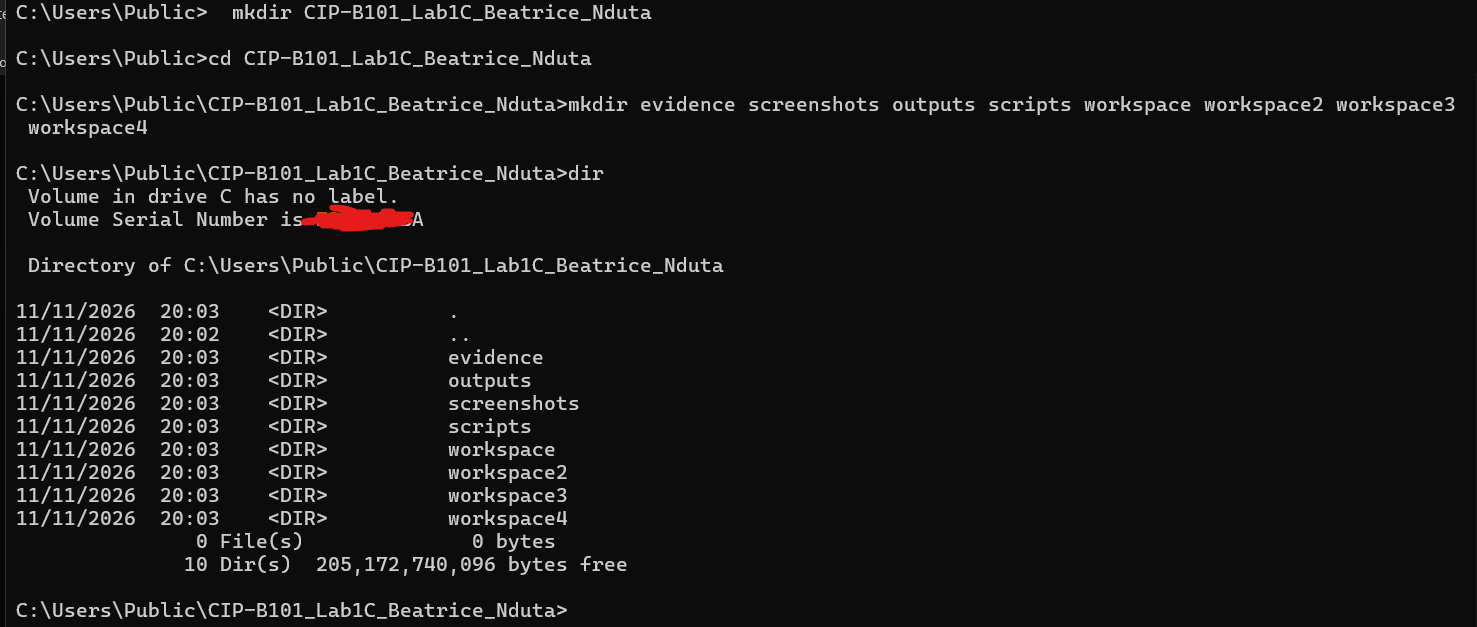 C:\Users\Public>  mkdir CIP-B101_Lab1C_Beatrice_Nduta
C:\Users\Public>cd CIP-B101_Lab1C_Beatrice_Nduta
C:\Users\Public\CIP-B101_Lab1C_Beatrice_Nduta>mkdir evidence screenshots outputs scripts workspace workspace2 workspace3
workspace4
C:\Users\Public\CIP-B101_Lab1C_Beatrice_Nduta>dir
Volume in drive C has no label.
Volume Serial Number is A
Directory of C:\Users\Public\CIP-B101_Lab1C_Beatrice_Nduta
11/11/2026  20:03    <DIR>          .
11/11/2026  20:02    <DIR>          ..
11/11/2026  20:03    <DIR>          evidence
11/11/2026  20:03    <DIR>          outputs
11/11/2026  20:03    <DIR>          screenshots
11/11/2026  20:03    <DIR>          scripts
11/11/2026  20:03    <DIR>          workspace
11/11/2026  20:03    <DIR>          workspace2
11/11/2026  20:03    <DIR>          workspace3
11/11/2026  20:03    <DIR>          workspace4
0 File(s)              0 bytes
10 Dir(s)  205,172,740,096 bytes free
C:\Users\Public\CIP-B101_Lab1C_Beatrice_Nduta>